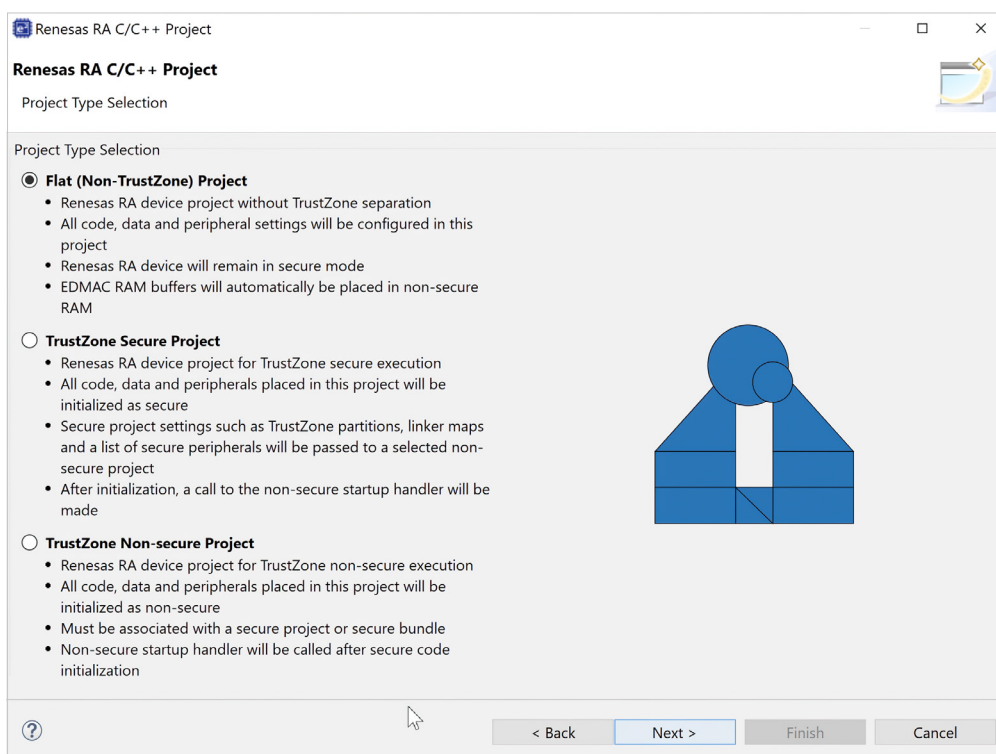 Renesas RA C/C++ Project
Renesas RA C/C++ Project
Project Type Selection
Project Type Selection
Flat (Non-TrustZone) Project
• Renesas RA device project without TrustZone separation
• All code, data and peripheral settings will be configured in this
project
• Renesas RA device will remain in secure mode
• EDMAC RAM buffers will automatically be placed in non-secure
RAM
TrustZone Secure Project
• Renesas RA device project for TrustZone secure execution
• All code, data and peripherals placed in this project will be
initialized as secure
• Secure project settings such as TrustZone partitions, linker maps
and a list of secure peripherals will be passed to a selected non-
secure project
• After initialization, a call to the non-secure startup handler will be
made
TrustZone Non-secure Project
• Renesas RA device project for TrustZone non-secure execution
• All code, data and peripherals placed in this project will be
initialized as non-secure
• Must be associated with a secure project or secure bundle
• Non-secure startup handler will be called after secure code
initialization
? < Back Next > Finish Cancel